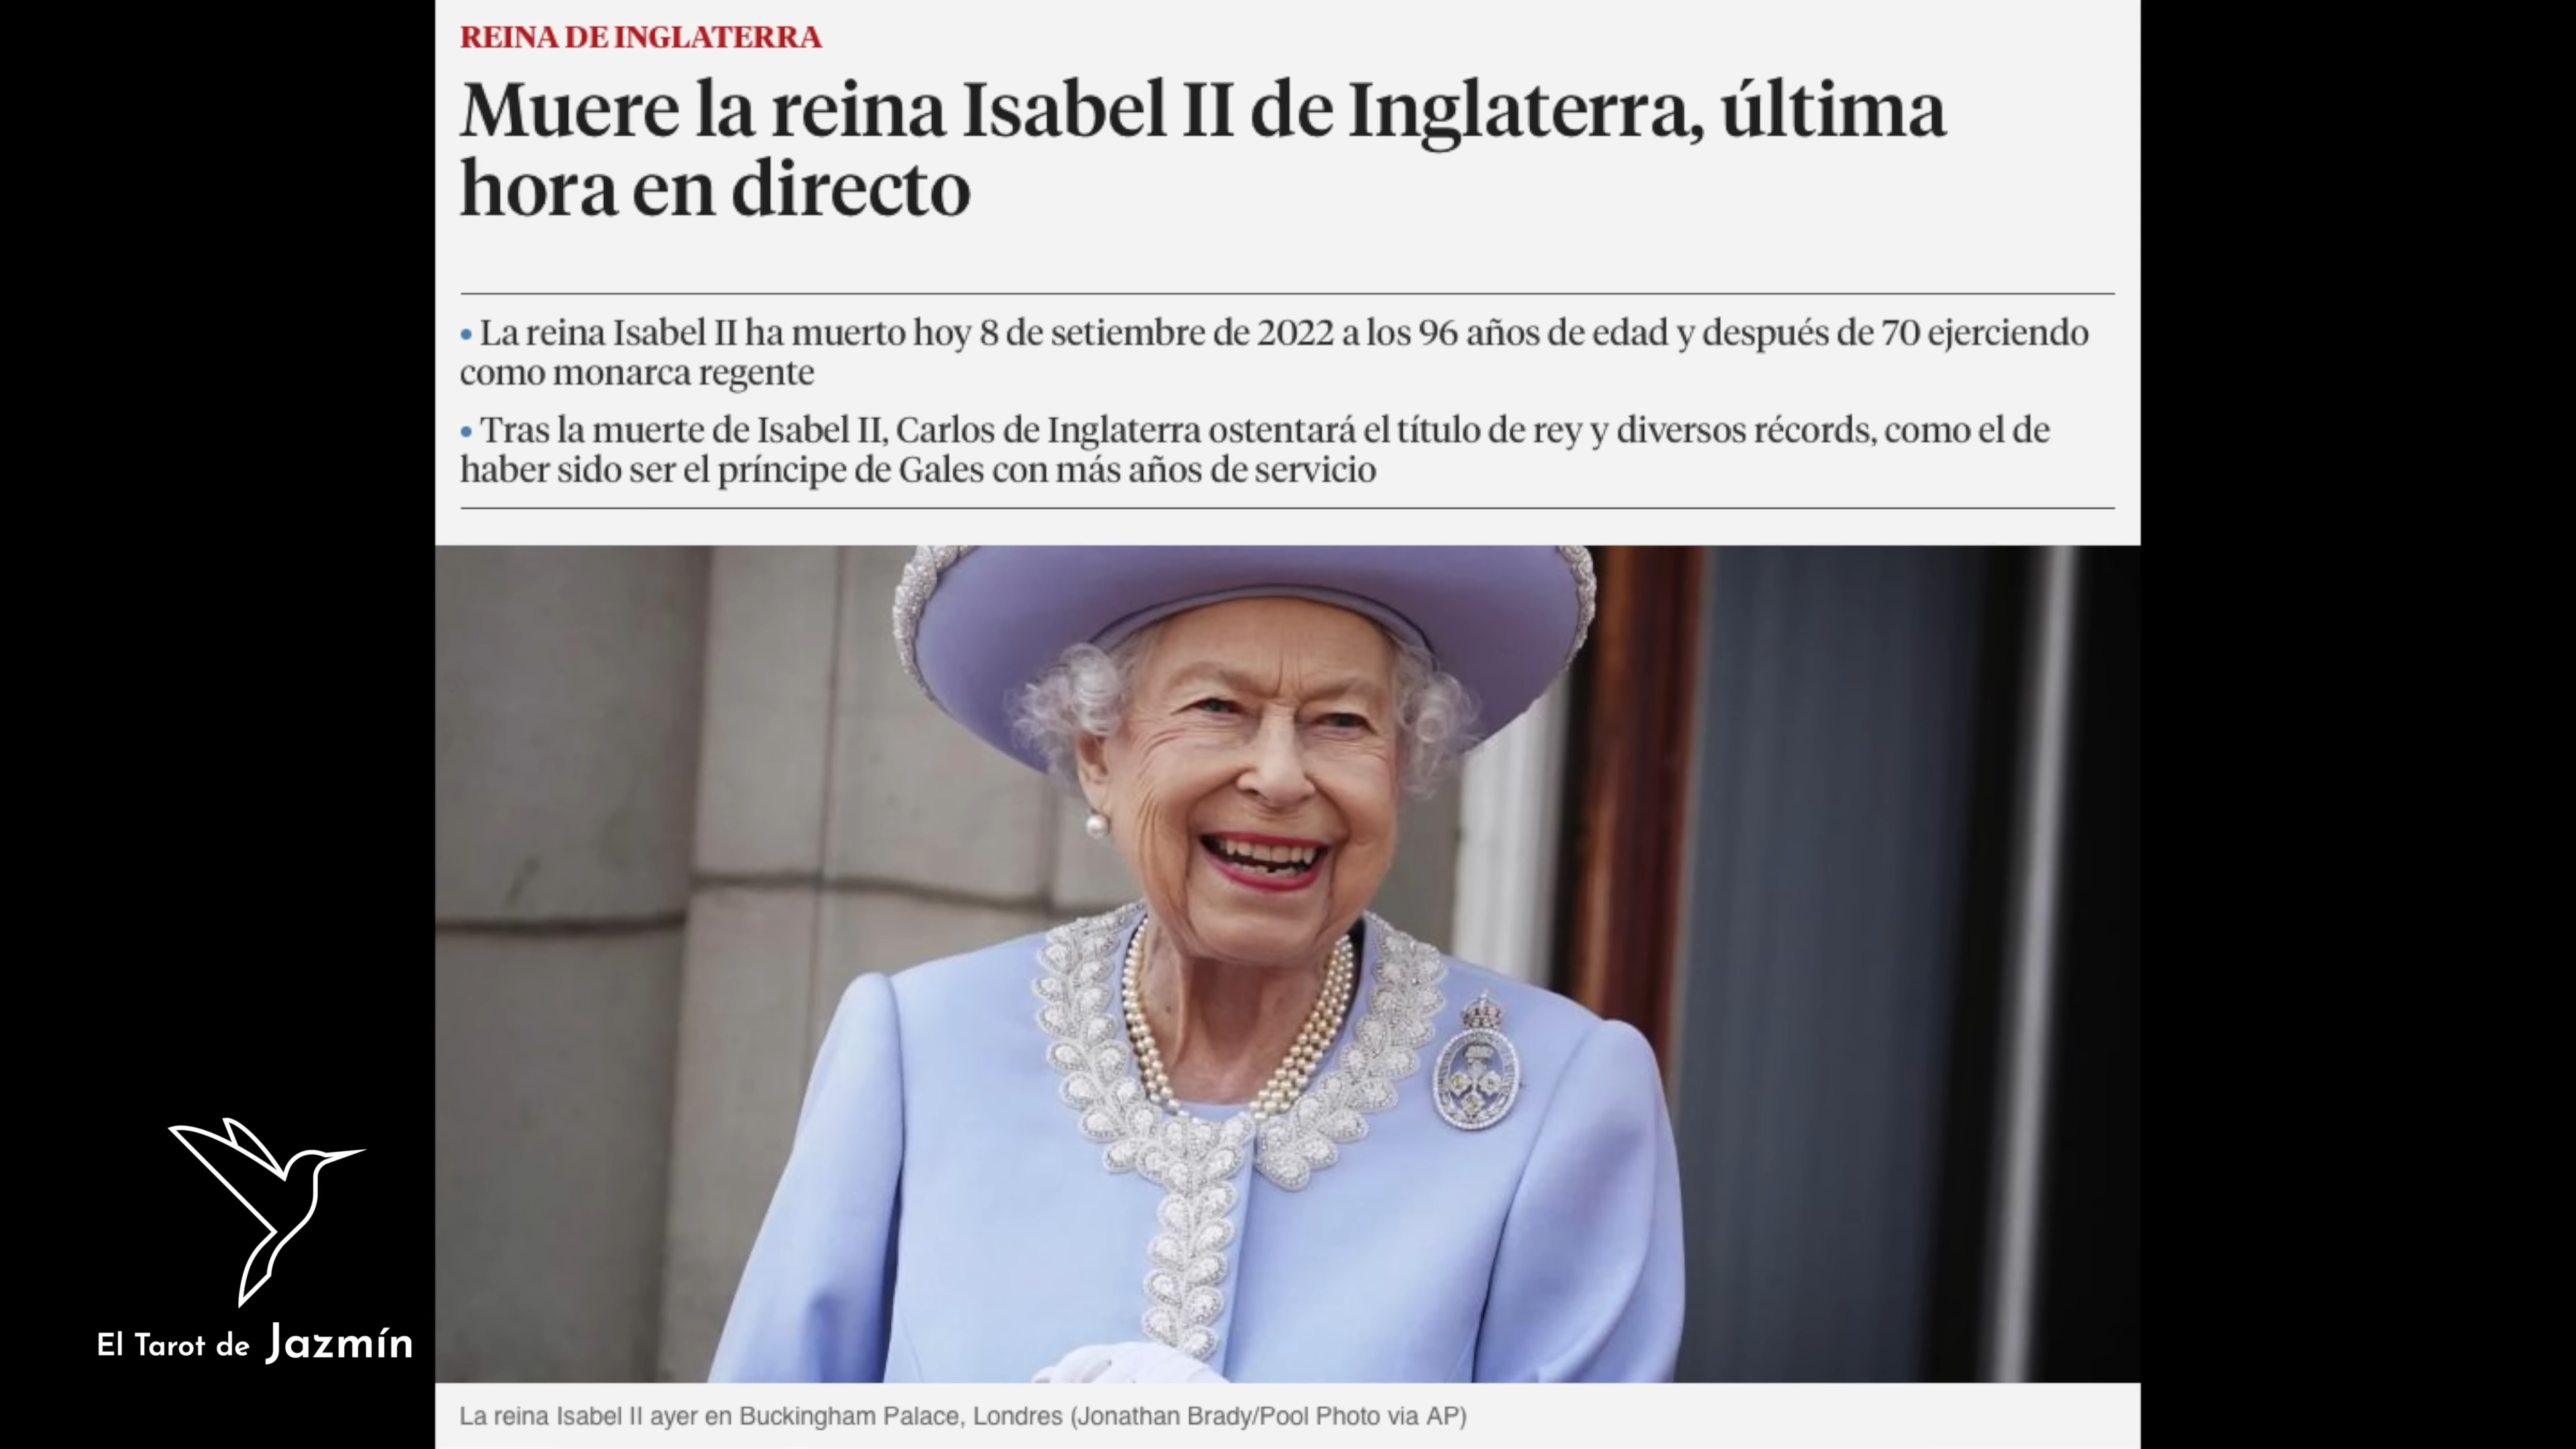 REINA DE INGLATERRA
Muere la reina Isabel II de Inglaterra, última
hora en directo
• La reina Isabel II ha muerto hoy 8 de setiembre de 2022 a los 96 años de edad y después de 70 ejerciendo
como monarca regente
• Tras la muerte de Isabel II, Carlos de Inglaterra ostentará el título de rey y diversos récords, como el de
haber sido ser el príncipe de Gales con más años de servicio
El Tarot de Jazmín
La reina Isabel II ayer en Buckingham Palace, Londres (Jonathan Brady/Pool Photo via AP)